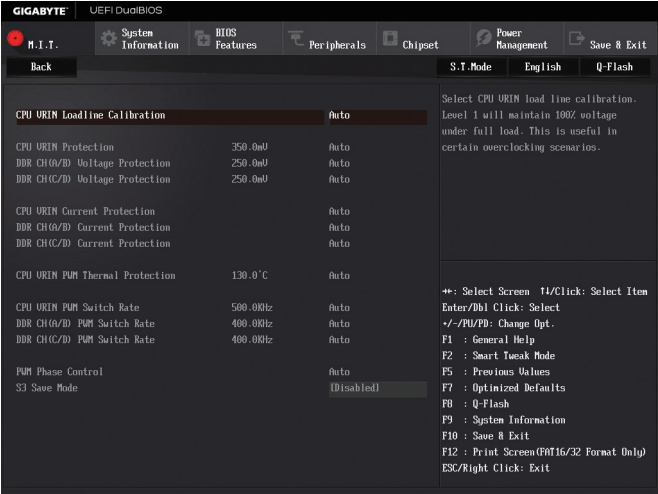 GIGABYTE™ UEFI DualBIOS
M.I.T.
System Information
BIOS Features
Peripherals
Chipset
Power Management
Save & Exit
Back
S.T.Mode English Q-Flash
CPU VRIN Loadline Calibration Auto
CPU VRIN Protection 350.0mV Auto
DDR CH(A/B) Voltage Protection 250.0mV Auto
DDR CH(C/D) Voltage Protection 250.0mV Auto
CPU VRIN Current Protection Auto
DDR CH(A/B) Current Protection Auto
DDR CH(C/D) Current Protection Auto
CPU VRIN PWM Thermal Protection 130.0°C Auto
CPU VRIN PWM Switch Rate 500.0KHz Auto
DDR CH(A/B) PWM Switch Rate 400.0KHz Auto
DDR CH(C/D) PWM Switch Rate 400.0KHz Auto
PWM Phase Control Auto
S3 Save Mode [Disabled]
Select CPU VRIN load line calibration.
Level 1 will maintain 100% voltage
under full load. This is useful in
certain overclocking scenarios.
→←: Select Screen ↑↓/Click: Select Item
Enter/Dbl Click: Select
+/-/PU/PD: Change Opt.
F1 : General Help
F2 : Smart Tweak Mode
F5 : Previous Values
F7 : Optimized Defaults
F8 : Q-Flash
F9 : System Information
F10 : Save & Exit
F12 : Print Screen(FAT16/32 Format Only)
ESC/Right Click: Exit